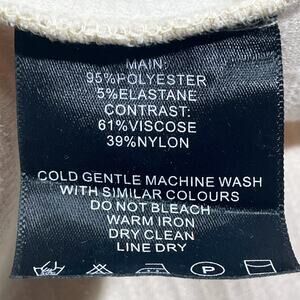 MAIN:
95%POLYESTER
5%ELASTANE
CONTRAST:
61%VISCOSE
39%NYLON
COLD GENTLE MACHINE WASH
WITH SIMILAR COLOURS
DO NOT BLEACH
WARM IRON
DRY CLEAN
LINE DRY
P